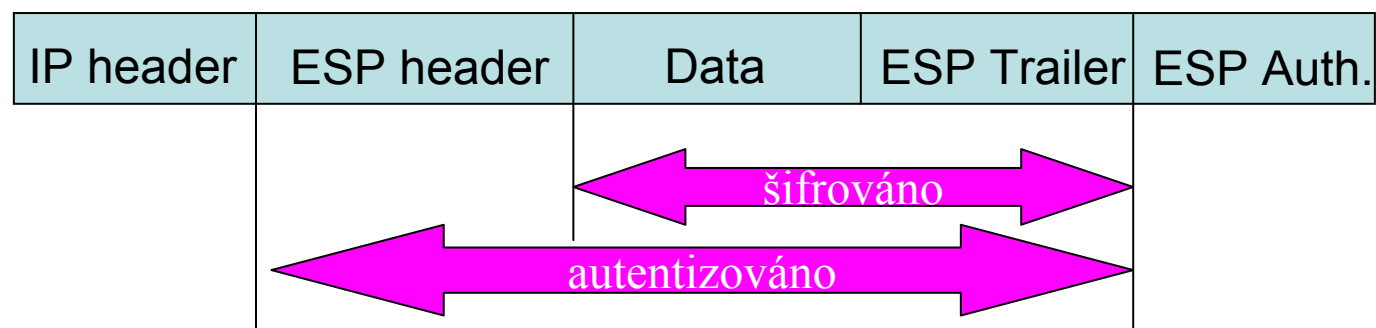 IP header ESP header Data ESP Trailer ESP Auth.
šifrováno
autentizováno